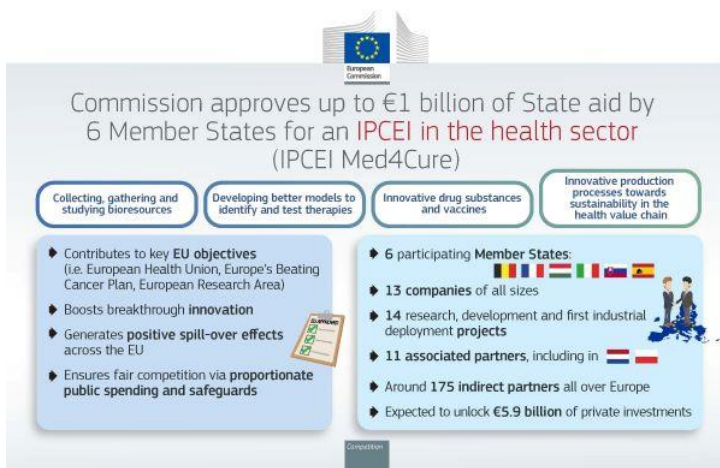 European
Commission
Commission approves up to €1 billion of State aid by
6 Member States for an IPCEI in the health sector
(IPCEI Med4Cure)
Collecting, gathering and
studying bioresources
Developing better models to
identify and test therapies
Innovative drug substances
and vaccines
Innovative production
processes towards
sustainability in the
health value chain
Contributes to key EU objectives
(i.e. European Health Union, Europe's Beating
Cancer Plan, European Research Area)
Boosts breakthrough innovation
Generates positive spill-over effects
across the EU
Ensures fair competition via proportionate
public spending and safeguards
6 participating Member States:
13 companies of all sizes
14 research, development and first industrial
deployment projects
11 associated partners, including in
Around 175 indirect partners all over Europe
Expected to unlock €5.9 billion of private investments
Competition